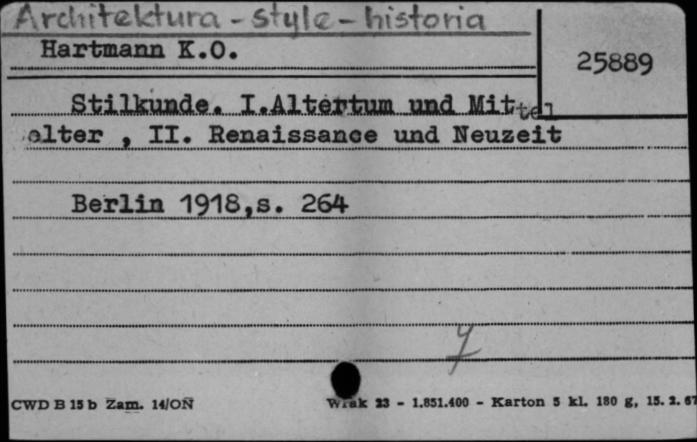 Architektura - style - historia
Hartmann K.O.
25889
Stilkunde. I.Altertum und Mittel
alter , II. Renaissance und Neuzeit
Berlin 1918,s. 264
y
CWD B 15 b Zam. 14/ON
Wrak 23 - 1.851.400 - Karton 5 kl. 180 g, 15. 2. 67